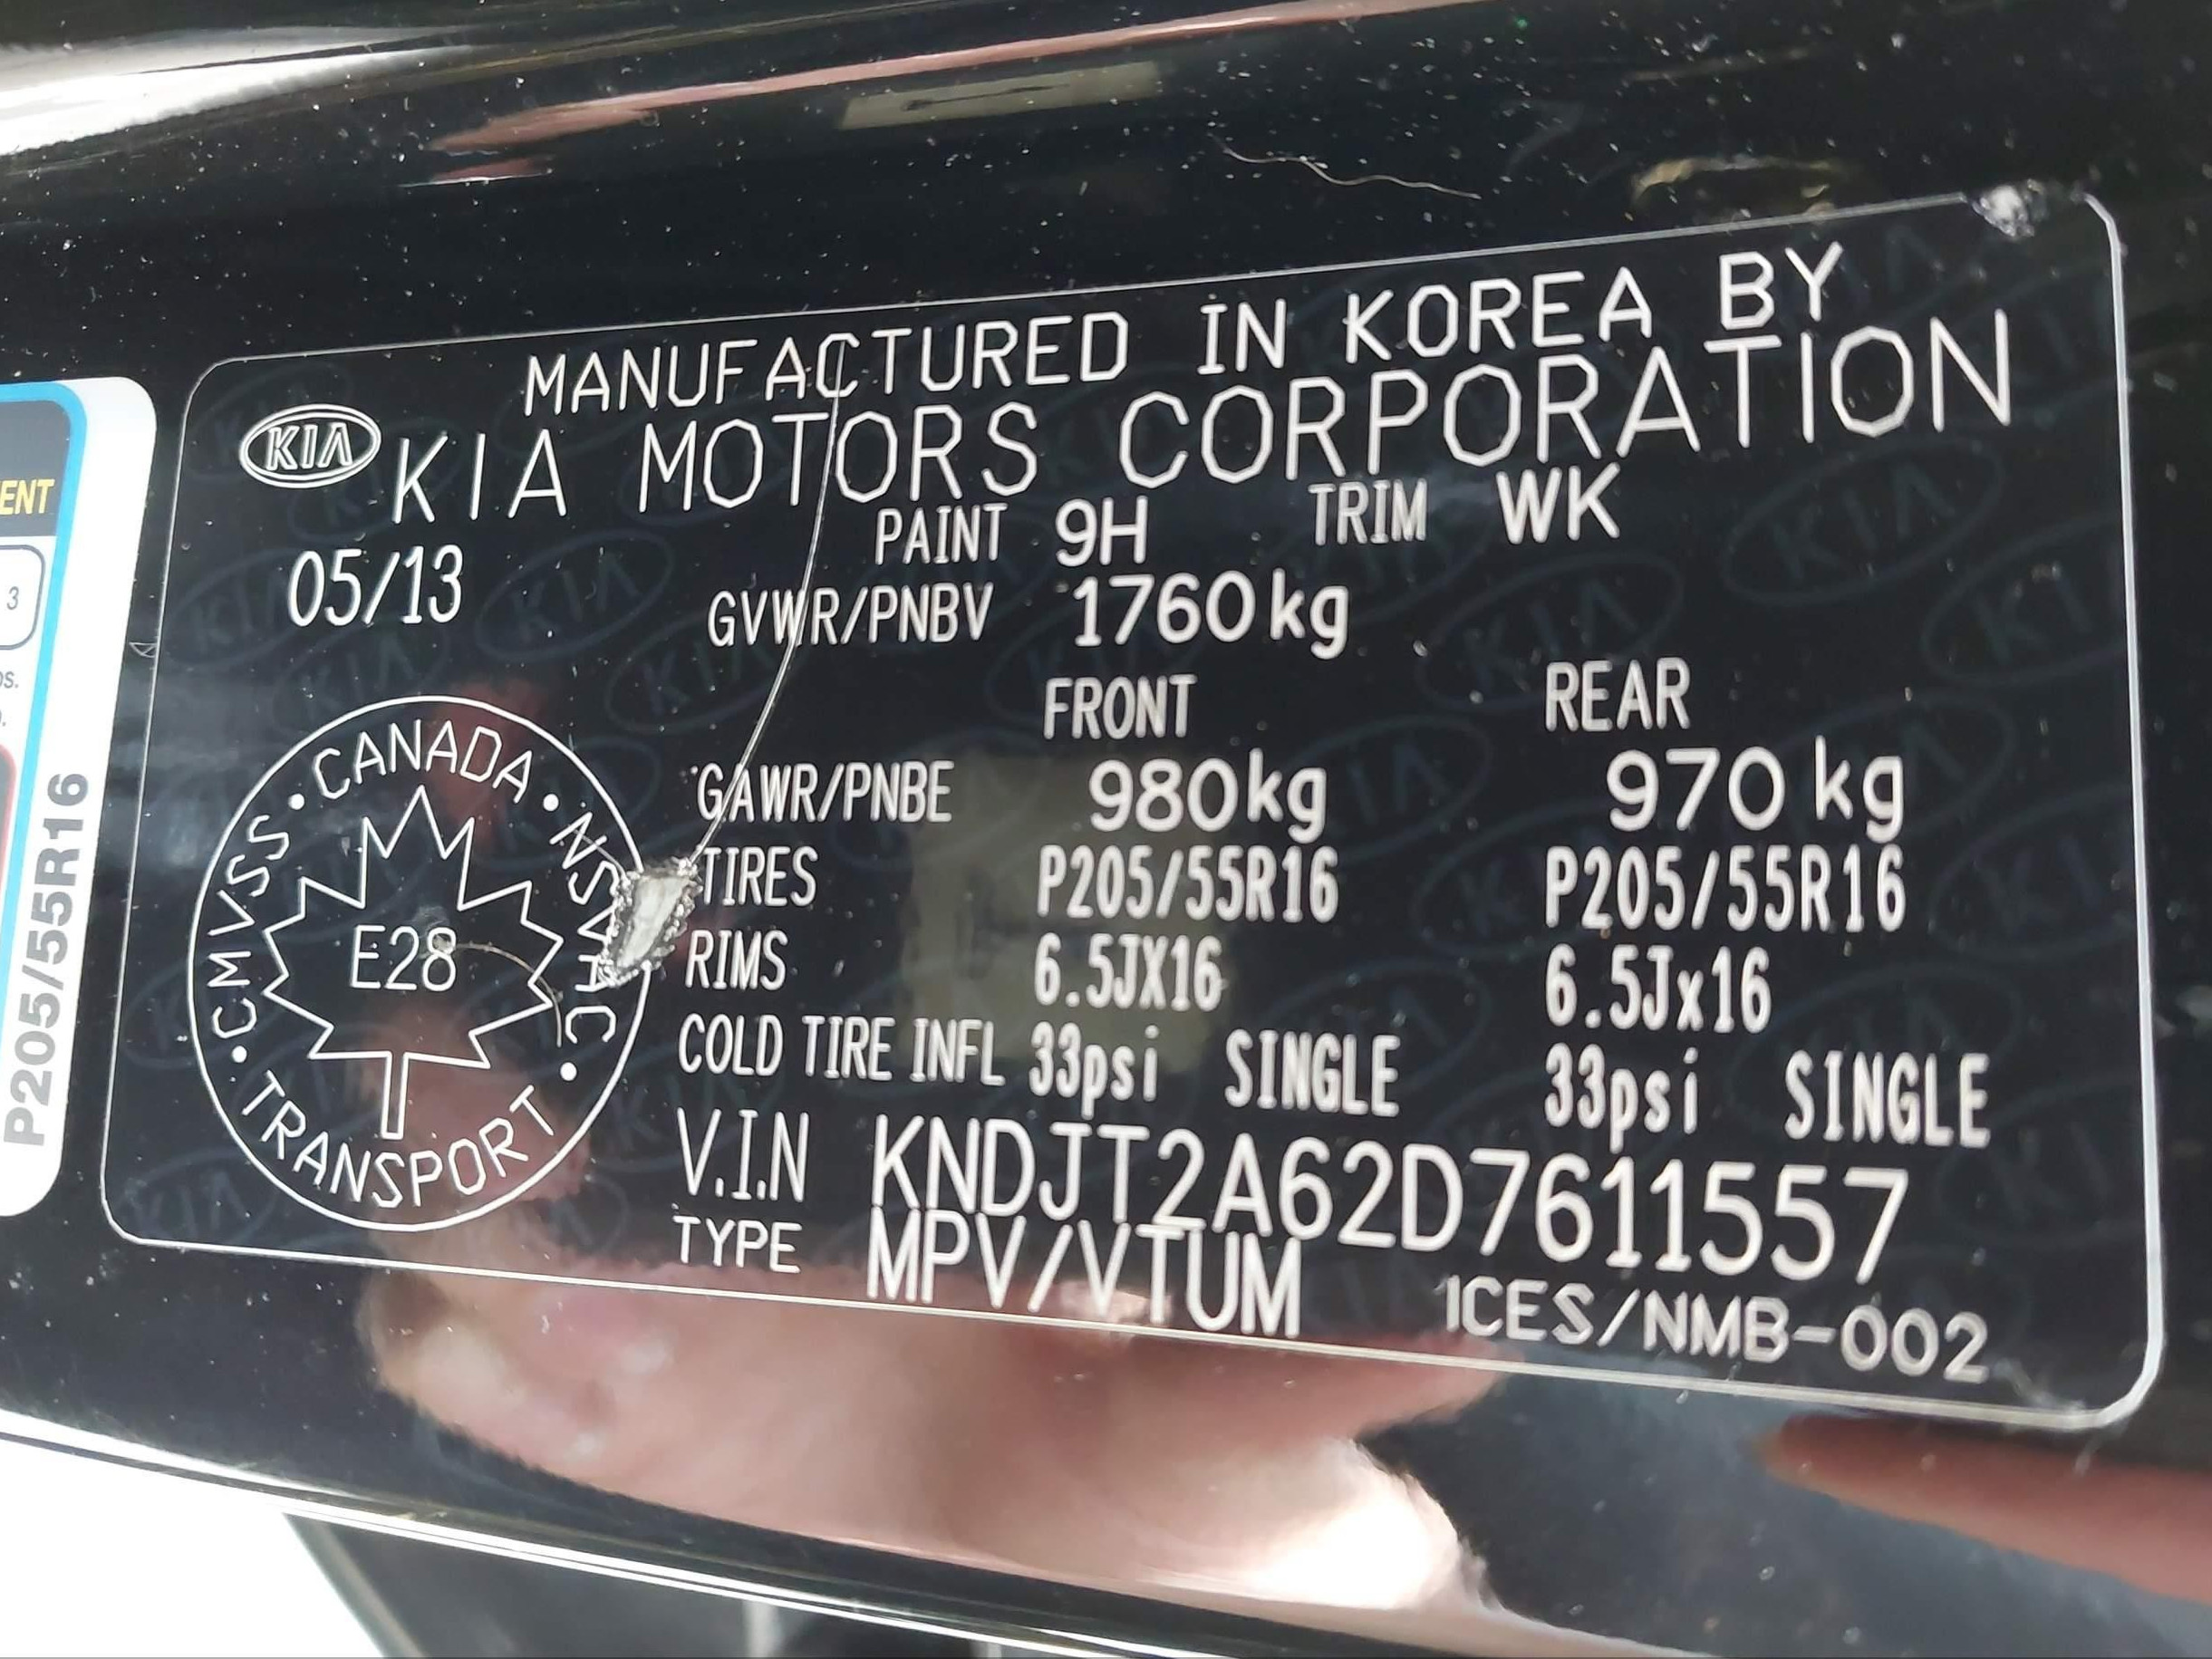 MANUFACTURED IN KOREA BY
KIA KIA MOTORS CORPORATION
05/13 PAINT 9H TRIM WK
GVWR/PNBV 1760kg
FRONT REAR
GAWR/PNBE 980kg 970kg
TIRES P205/55R16 P205/55R16
RIMS 6.5JX16 6.5Jx16
COLD TIRE INFL 33psi SINGLE 33psi SINGLE
V.I.N KNDJT2A62D7611557
TYPE MPV/VTUM ICES/NMB-002
CANADA
CMVSS
TRANSPORT
E28
ENT
3
P205/55R16